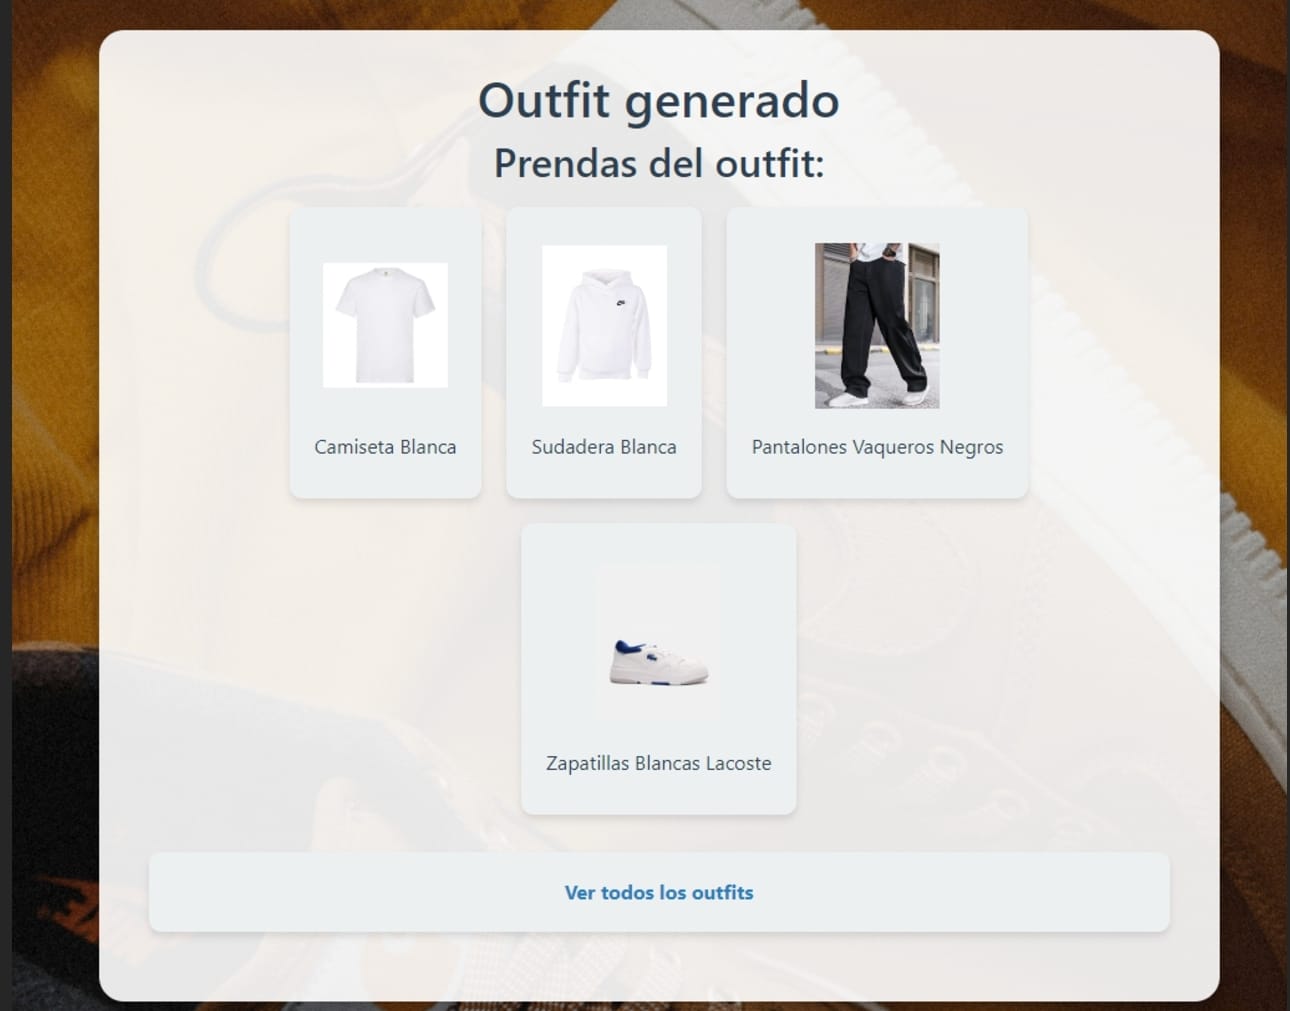 Outfit generado
Prendas del outfit:
Camiseta Blanca
Sudadera Blanca
Pantalones Vaqueros Negros
Zapatillas Blancas Lacoste
Ver todos los outfits